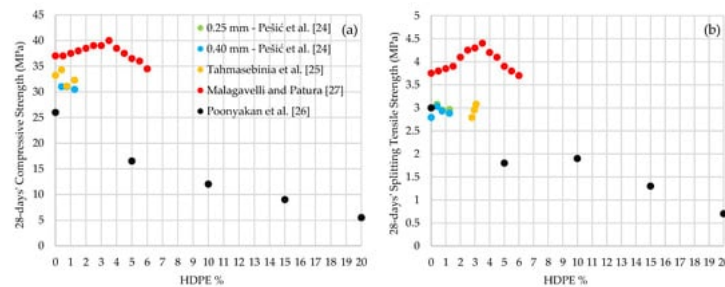 45
40
35
30
25
20
15
10
5
0
28-days' Compressive Strength (MPa)
0 1 2 3 4 5 6 7 8 9 10 11 12 13 14 15 16 17 18 19 20
HDPE %
(a)
0.25 mm - Pešić et al. [24]
0.40 mm - Pešić et al. [24]
Tahmasebinia et al. [25]
Malagavelli and Patura [27]
Poonyakan et al. [26]
5
4.5
4
3.5
3
2.5
2
1.5
1
0.5
0
28-days' Splitting Tensile Strength (MPa)
0 1 2 3 4 5 6 7 8 9 10 11 12 13 14 15 16 17 18 19 20
HDPE %
(b)